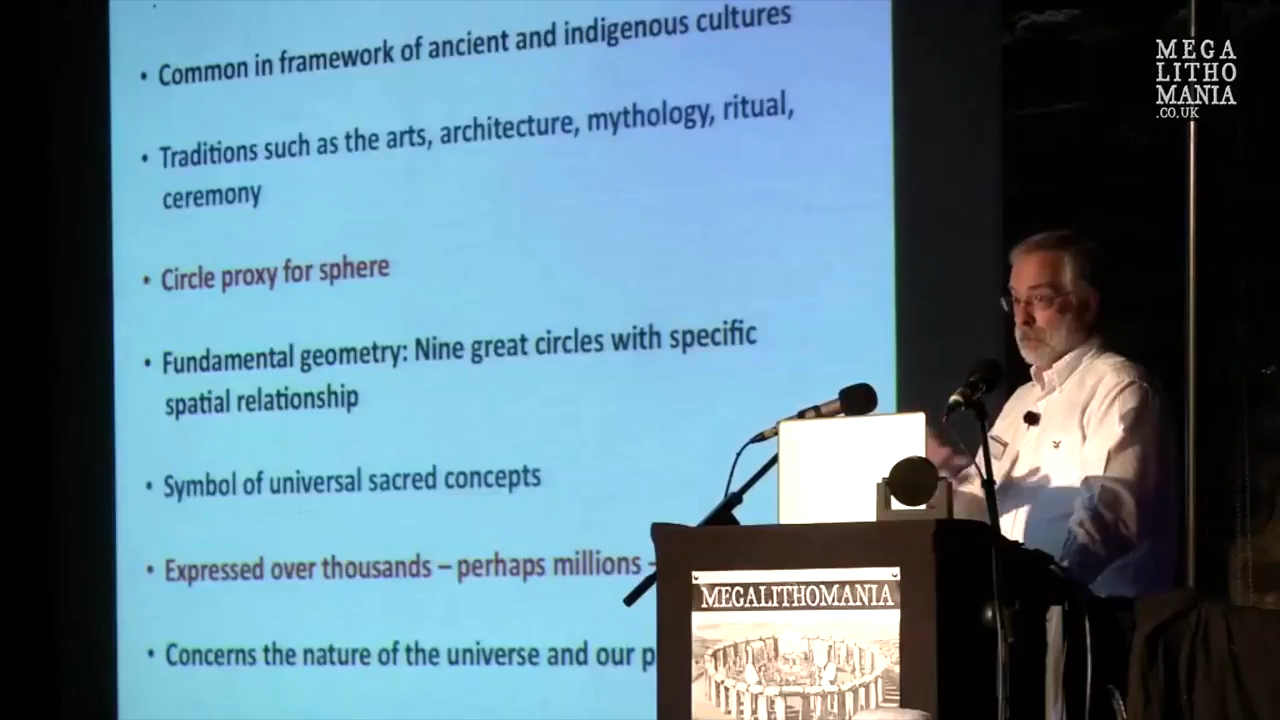 • Common in framework of ancient and indigenous cultures
• Traditions such as the arts, architecture, mythology, ritual,
ceremony
• Circle proxy for sphere
• Fundamental geometry: Nine great circles with specific
spatial relationship
• Symbol of universal sacred concepts
• Expressed over thousands – perhaps millions -
• Concerns the nature of the universe and our p
MEGA
LITHO
MANIA
.CO.UK
MEGALITHOMANIA